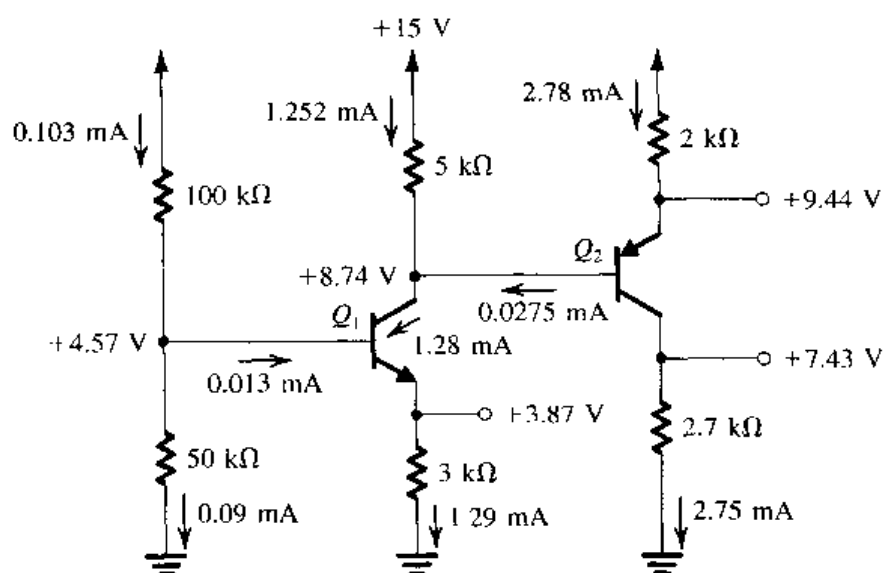 +15 V
0.103 mA
1.252 mA
2.78 mA
100 kΩ
5 kΩ
2 kΩ
+9.44 V
Q2
+8.74 V
0.0275 mA
Q1
+4.57 V
1.28 mA
0.013 mA
+7.43 V
+3.87 V
50 kΩ
3 kΩ
2.7 kΩ
0.09 mA
1.29 mA
2.75 mA